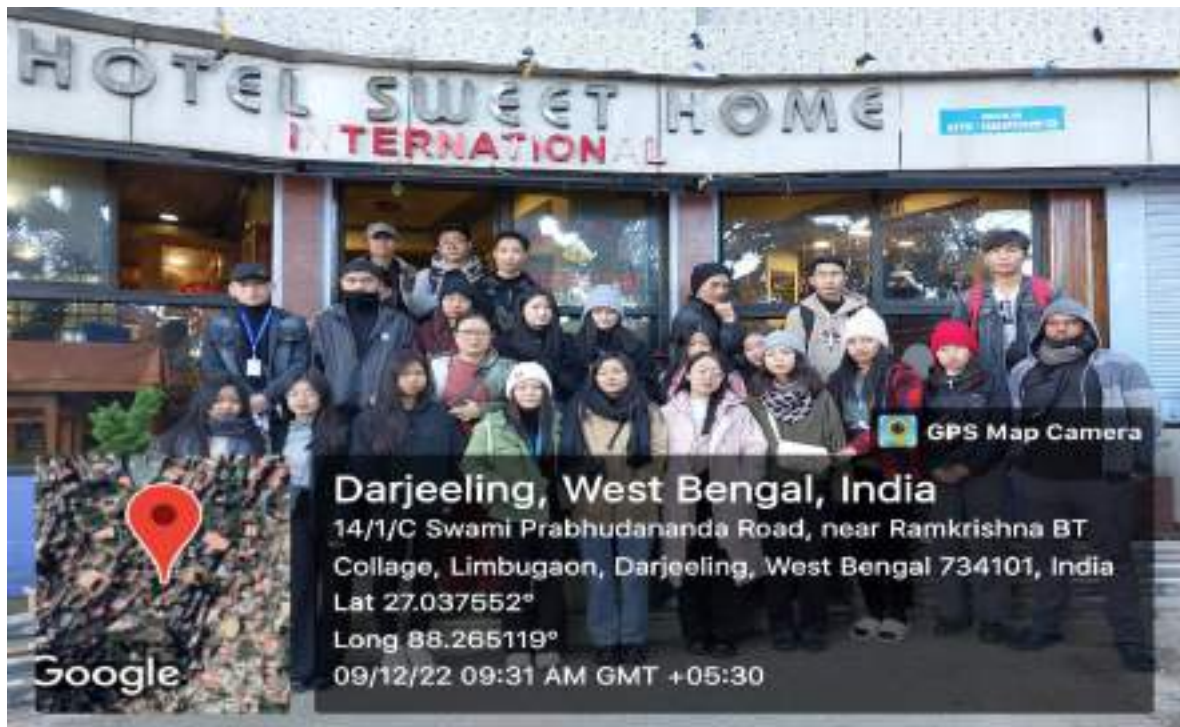 HOTEL SWEET HOME
INTERNATIONAL
GPS Map Camera
Darjeeling, West Bengal, India
14/1/C Swami Prabhudananda Road, near Ramkrishna BT
Collage, Limbugaon, Darjeeling, West Bengal 734101, India
Lat 27.037552°
Long 88.265119°
09/12/22 09:31 AM GMT +05:30
Google